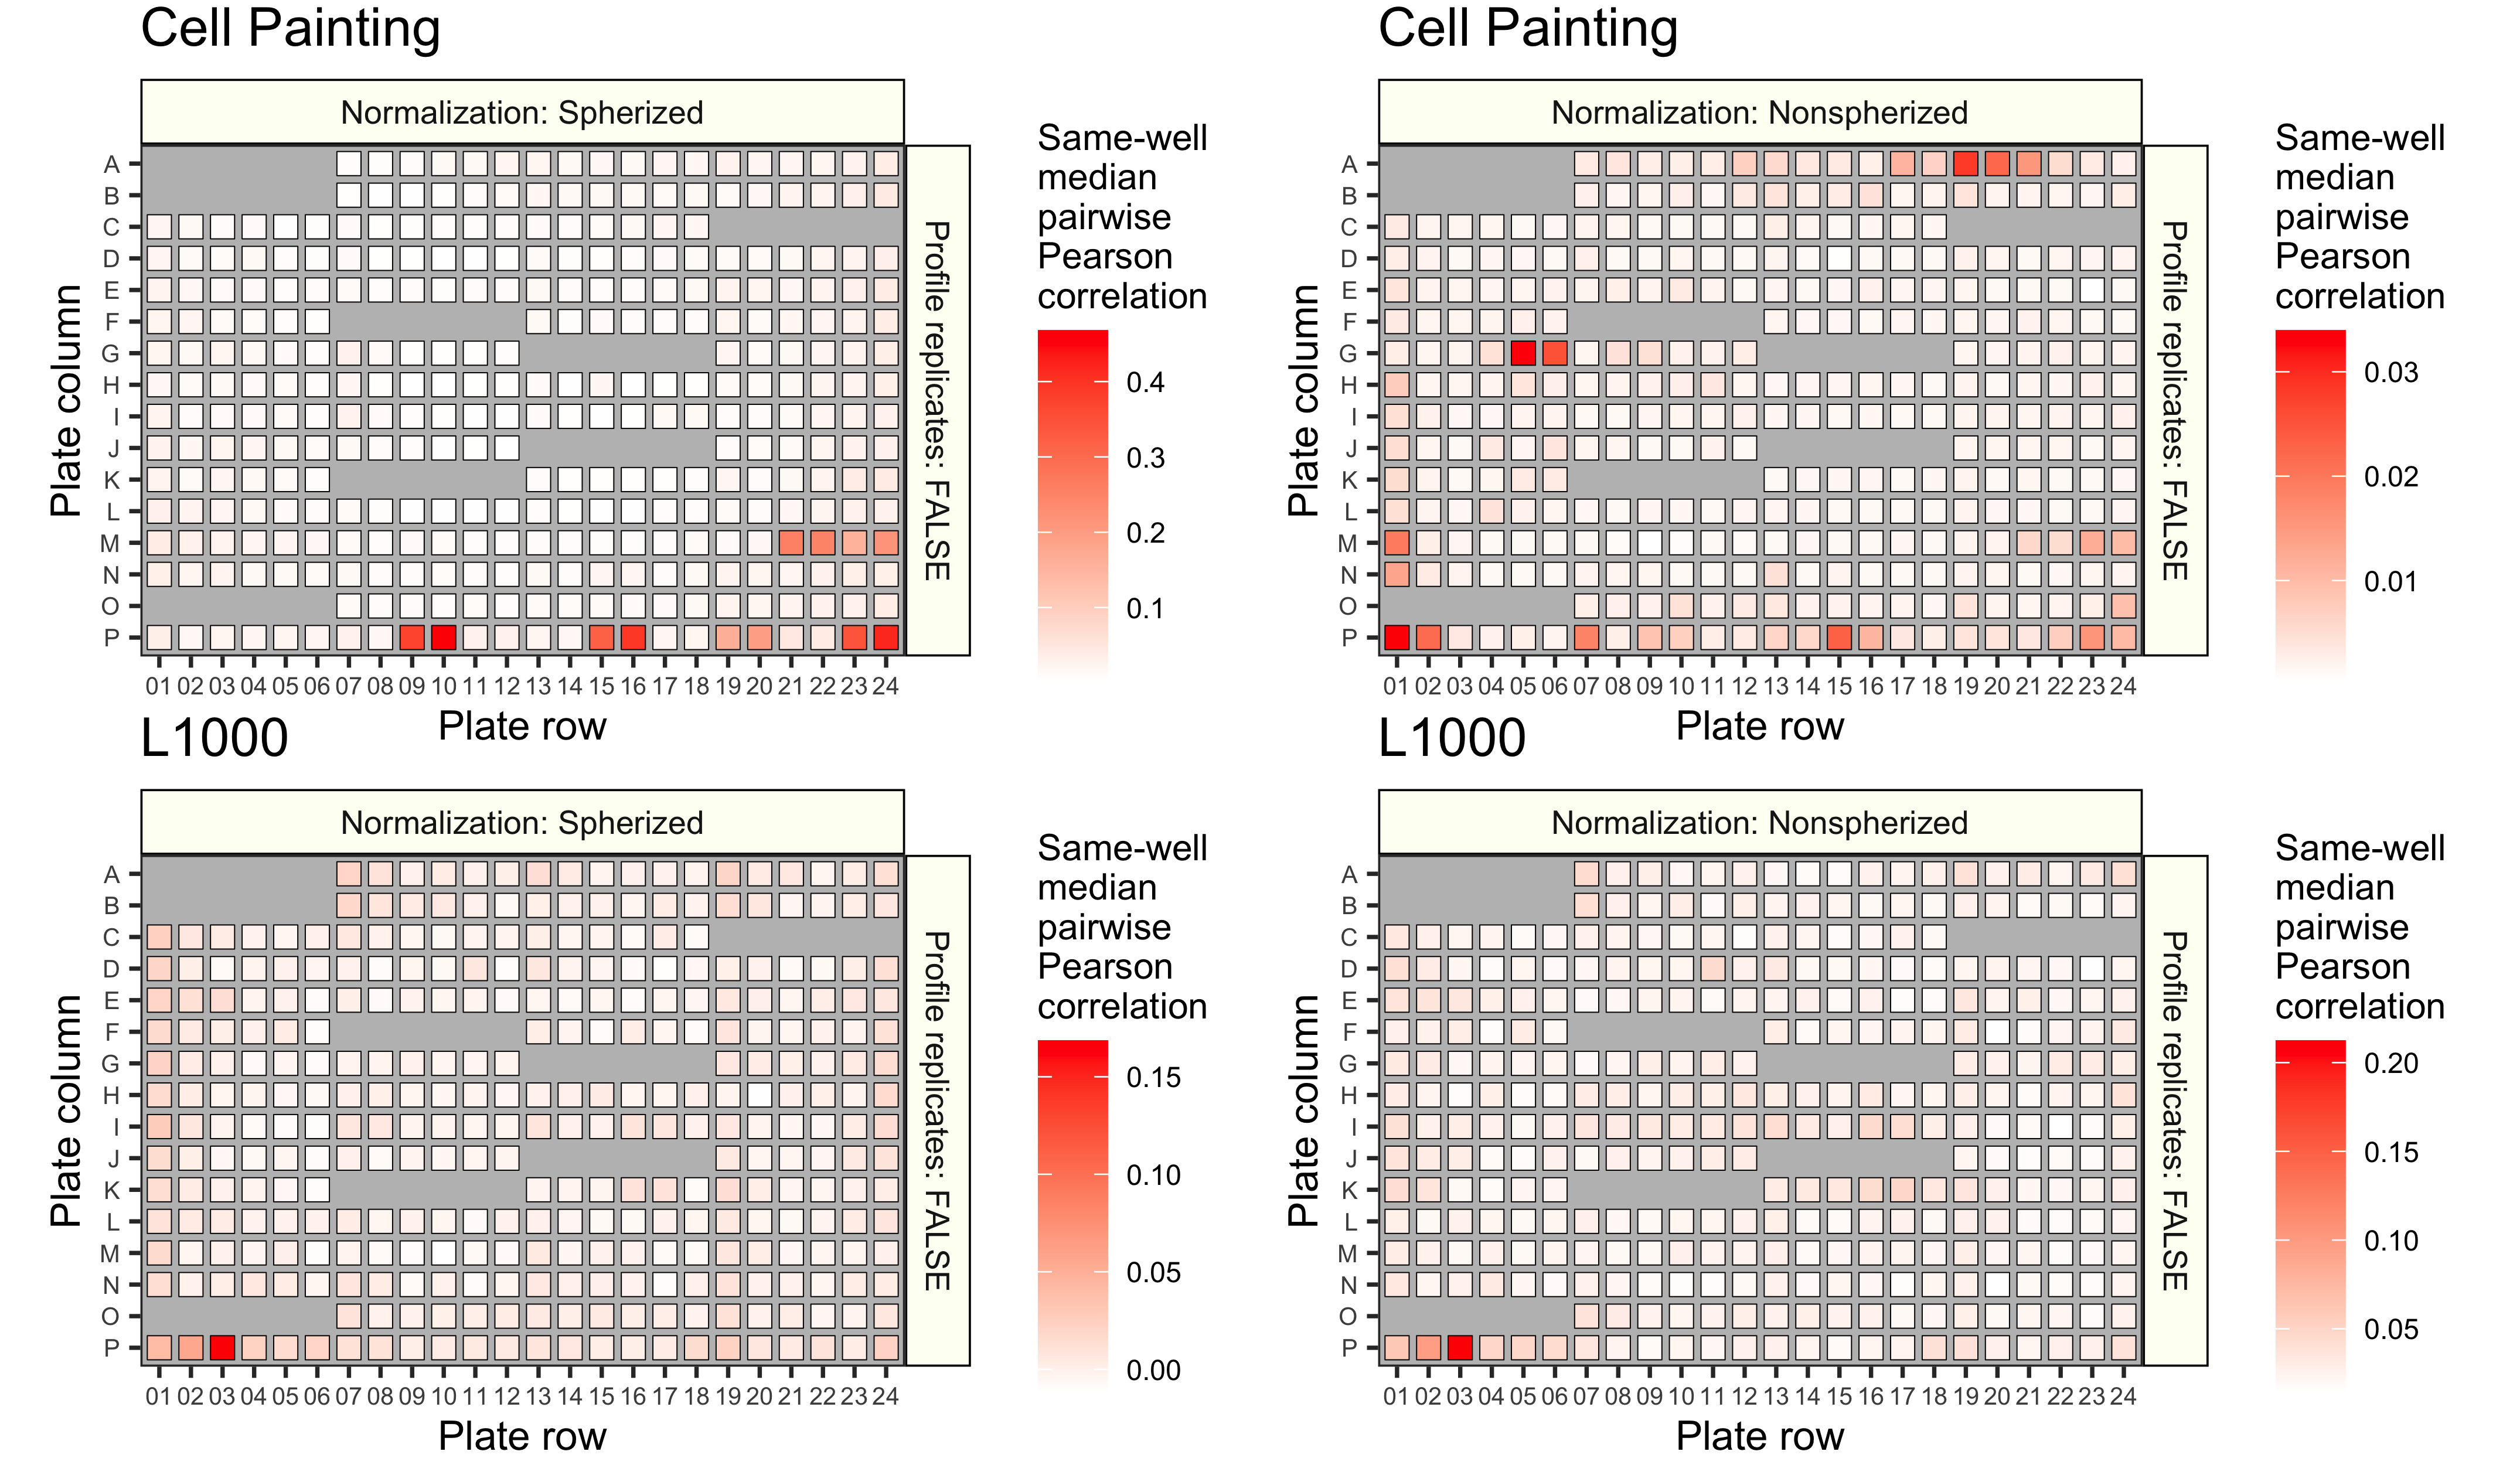 Cell Painting
Normalization: Spherized
Profile replicates: FALSE
Plate column
A
B
C
D
E
F
G
H
I
J
K
L
M
N
O
P
01 02 03 04 05 06 07 08 09 10 11 12 13 14 15 16 17 18 19 20 21 22 23 24
Plate row
Same-well
median
pairwise
Pearson
correlation
0.4
0.3
0.2
0.1
Cell Painting
Normalization: Nonspherized
Profile replicates: FALSE
Plate column
A
B
C
D
E
F
G
H
I
J
K
L
M
N
O
P
01 02 03 04 05 06 07 08 09 10 11 12 13 14 15 16 17 18 19 20 21 22 23 24
Plate row
Same-well
median
pairwise
Pearson
correlation
0.03
0.02
0.01
L1000
Normalization: Spherized
Profile replicates: FALSE
Plate column
A
B
C
D
E
F
G
H
I
J
K
L
M
N
O
P
01 02 03 04 05 06 07 08 09 10 11 12 13 14 15 16 17 18 19 20 21 22 23 24
Plate row
Same-well
median
pairwise
Pearson
correlation
0.15
0.10
0.05
0.00
L1000
Normalization: Nonspherized
Profile replicates: FALSE
Plate column
A
B
C
D
E
F
G
H
I
J
K
L
M
N
O
P
01 02 03 04 05 06 07 08 09 10 11 12 13 14 15 16 17 18 19 20 21 22 23 24
Plate row
Same-well
median
pairwise
Pearson
correlation
0.20
0.15
0.10
0.05